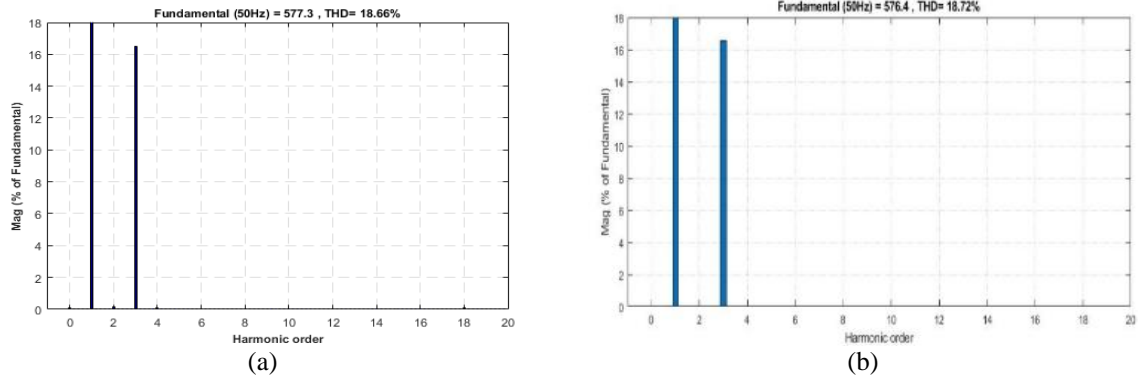 Fundamental (50Hz) = 577.3 , THD= 18.66%
18
16
14
12
10
8
6
4
2
0
Mag (% of Fundamental)
0 2 4 6 8 10 12 14 16 18 20
Harmonic order
(a)
Fundamental (50Hz) = 576.4 , THD= 18.72%
18
16
14
12
10
8
6
4
2
0
Mag (% of Fundamental)
0 2 4 6 8 10 12 14 16 18 20
Harmonic order
(b)